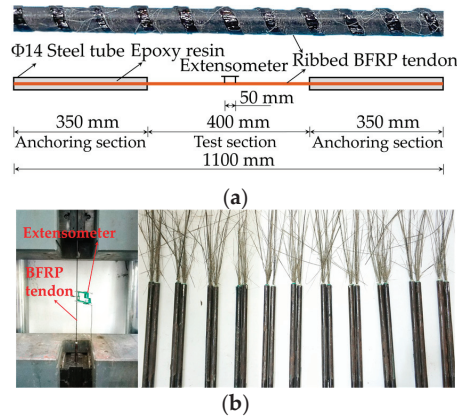 (a)
Φ14 Steel tube Epoxy resin
Extensometer
Ribbed BFRP tendon
50 mm
350 mm
400 mm
350 mm
Anchoring section
Test section
Anchoring section
1100 mm
(a)
Extensometer
BFRP
tendon
(b)